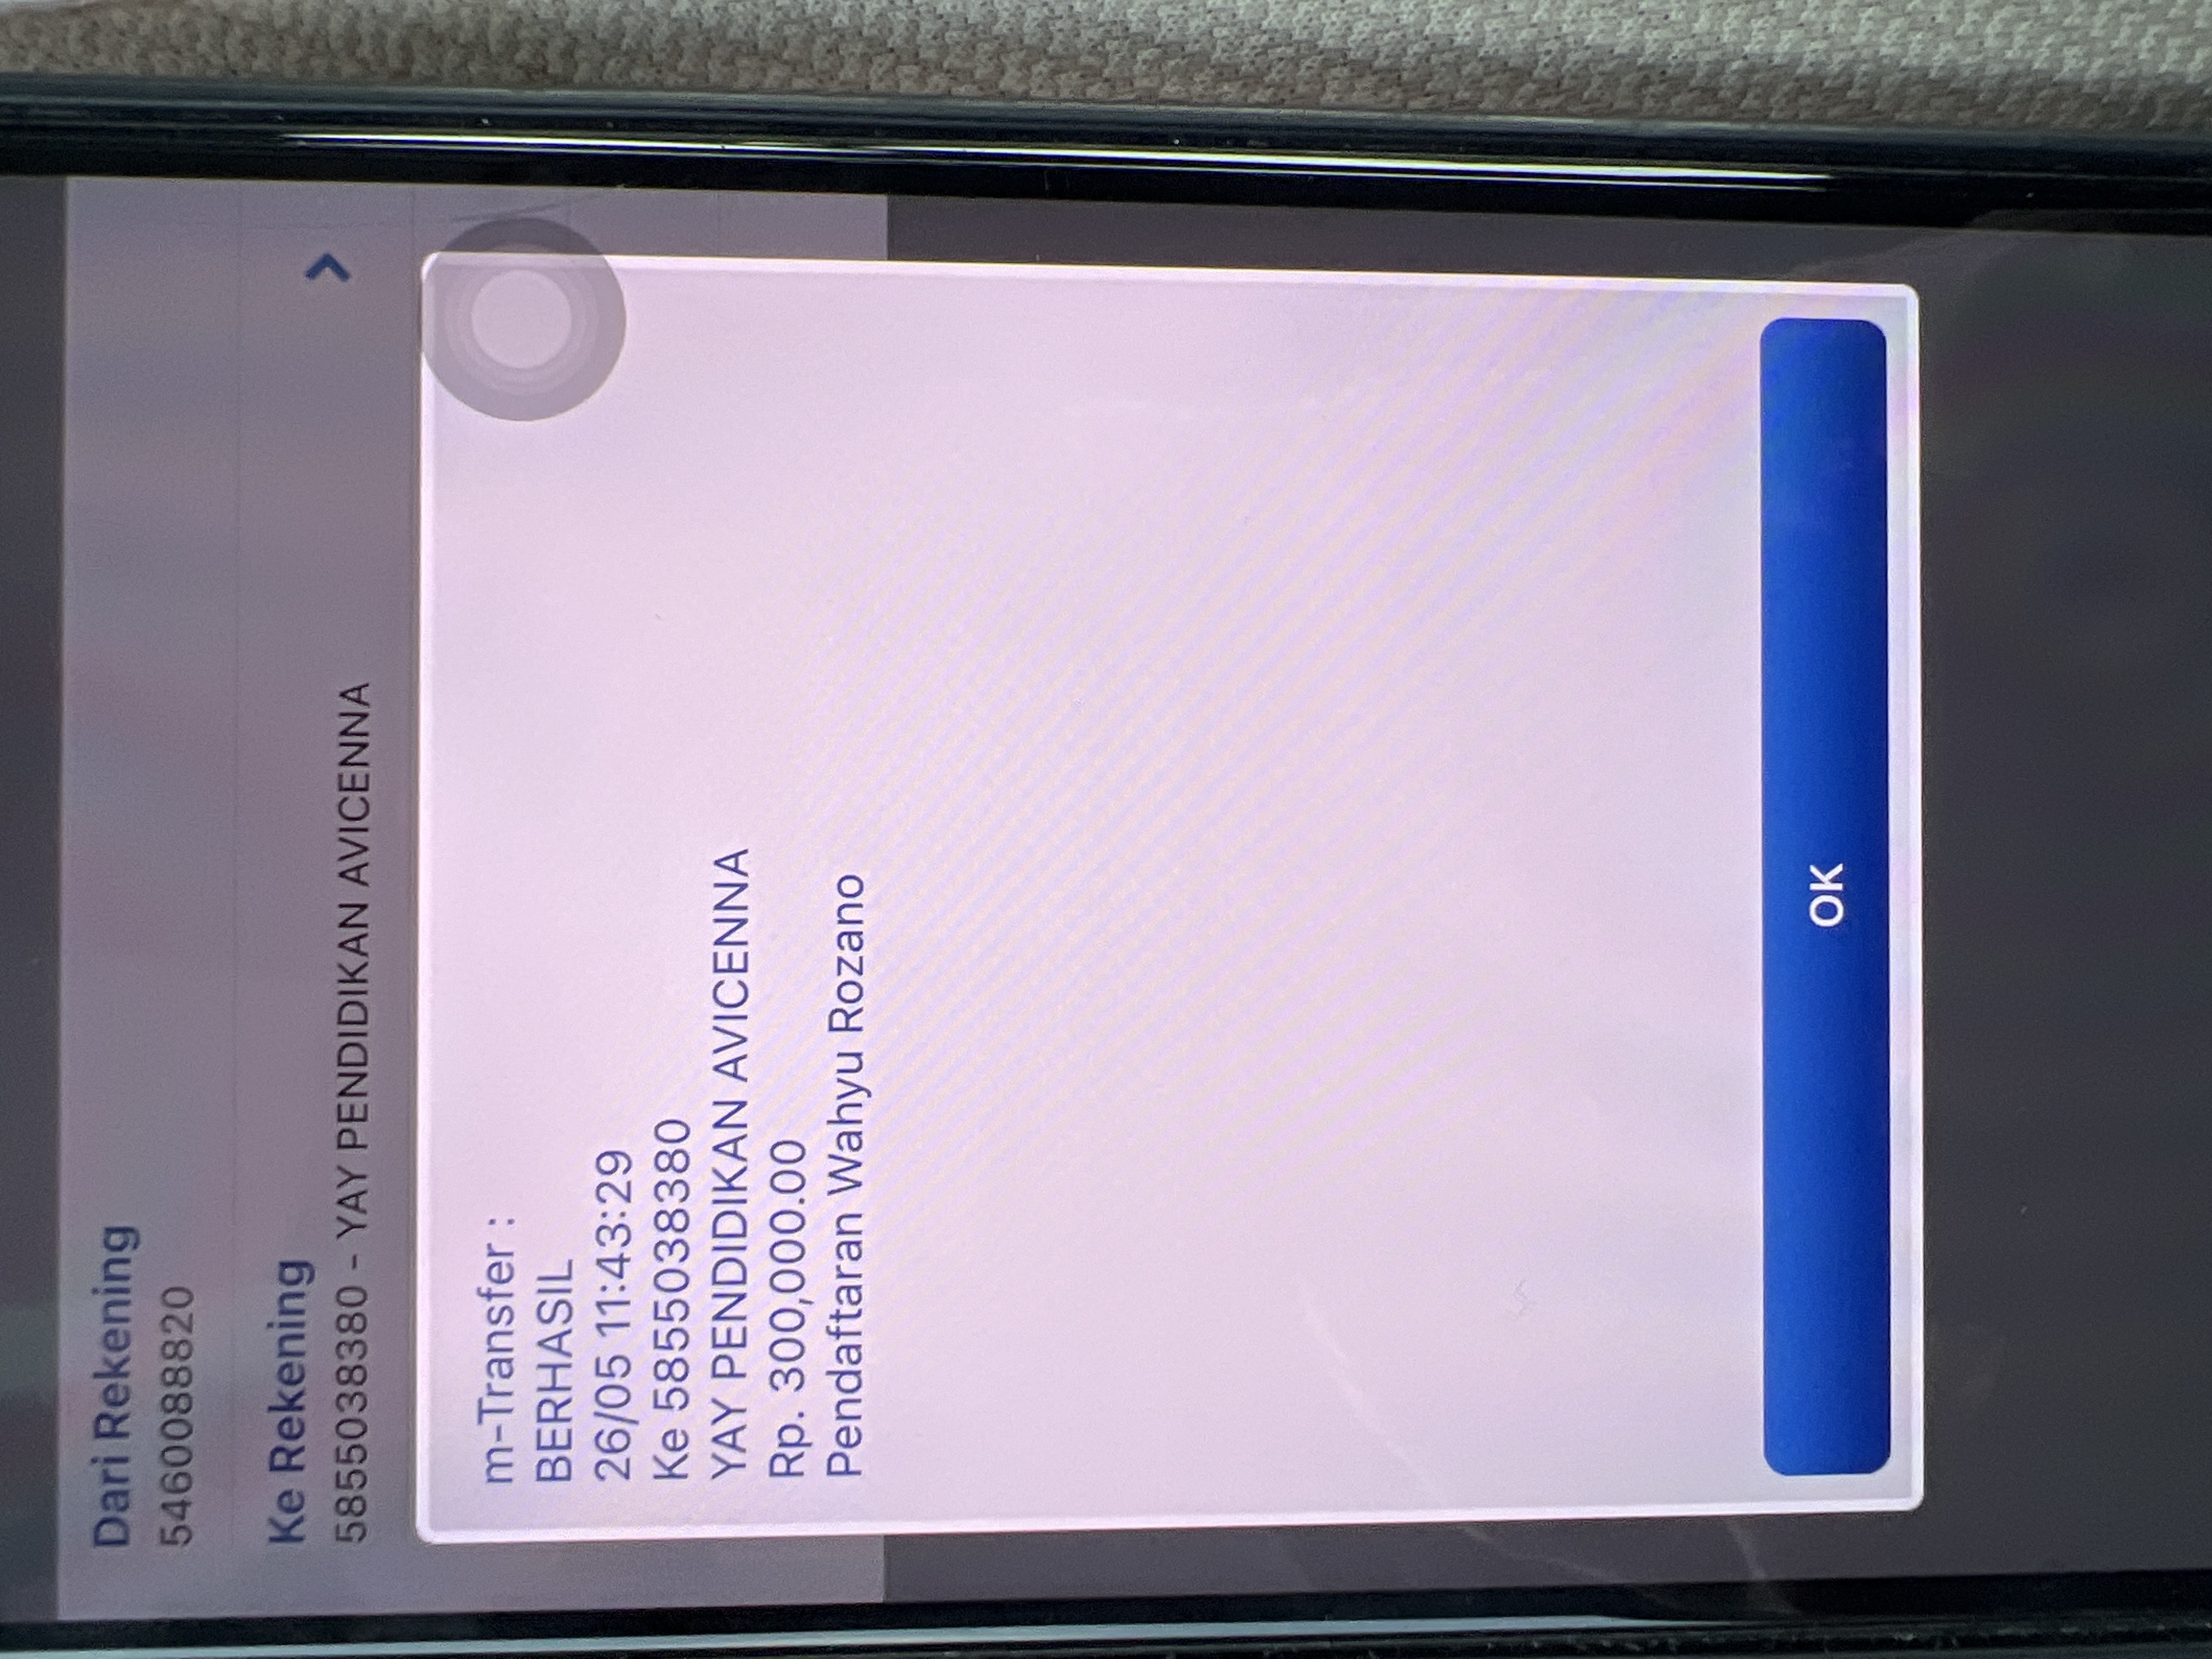 Dari Rekening
5460088820
Ke Rekening
5855038380 - YAY PENDIDIKAN AVICENNA
m-Transfer :
BERHASIL
26/05 11:43:29
Ke 5855038380
YAY PENDIDIKAN AVICENNA
Rp. 300,000.00
Pendaftaran Wahyu Rozano
OK